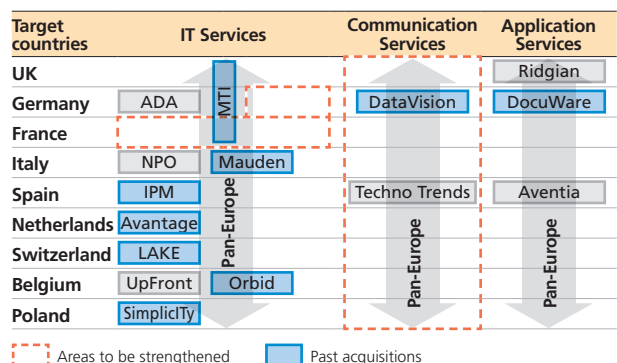 Target countries
IT Services
Communication Services
Application Services
UK
Ridgian
Germany
ADA
MTI
DataVision
DocuWare
France
Italy
NPO
Mauden
Spain
IPM
Techno Trends
Aventia
Netherlands
Avantage
Switzerland
LAKE
Pan-Europe
Pan-Europe
Pan-Europe
Belgium
UpFront
Orbid
Poland
SimplicITy
Areas to be strengthened
Past acquisitions